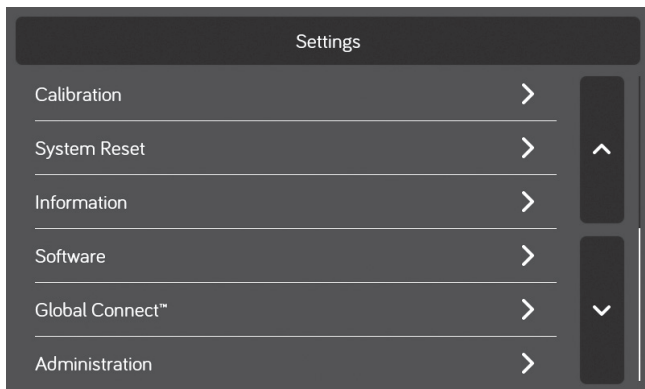 Settings
Calibration
System Reset
Information
Software
Global Connect™
Administration